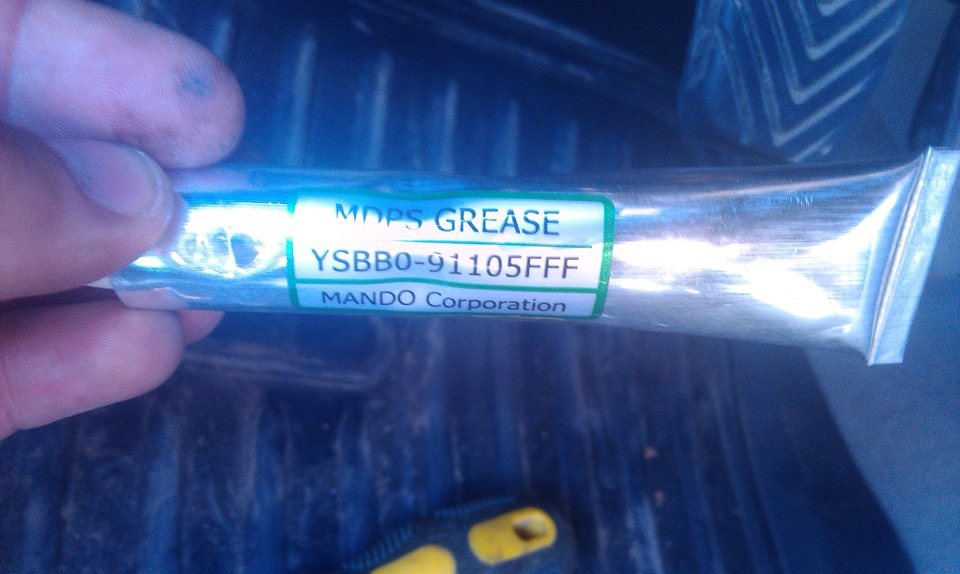 MDPS GREASE
YSBB0-91105FFF
MANDO Corporation